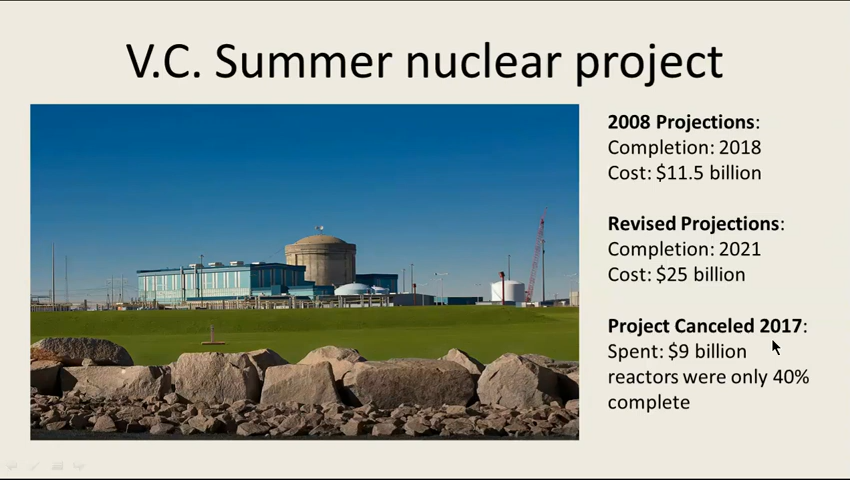 V.C. Summer nuclear project
2008 Projections:
Completion: 2018
Cost: $11.5 billion
Revised Projections:
Completion: 2021
Cost: $25 billion
Project Canceled 2017:
Spent: $9 billion
reactors were only 40%
complete